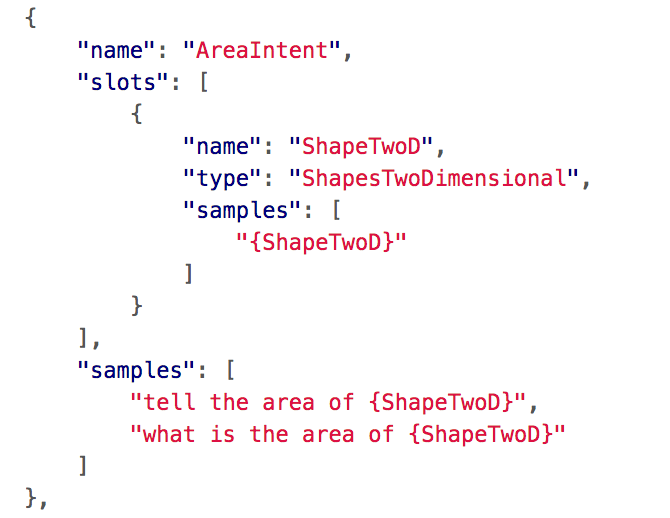 {
    "name": "AreaIntent",
    "slots": [
        {
            "name": "ShapeTwoD",
            "type": "ShapesTwoDimensional",
            "samples": [
                "{ShapeTwoD}"
            ]
        }
    ],
    "samples": [
        "tell the area of {ShapeTwoD}",
        "what is the area of {ShapeTwoD}"
    ]
},